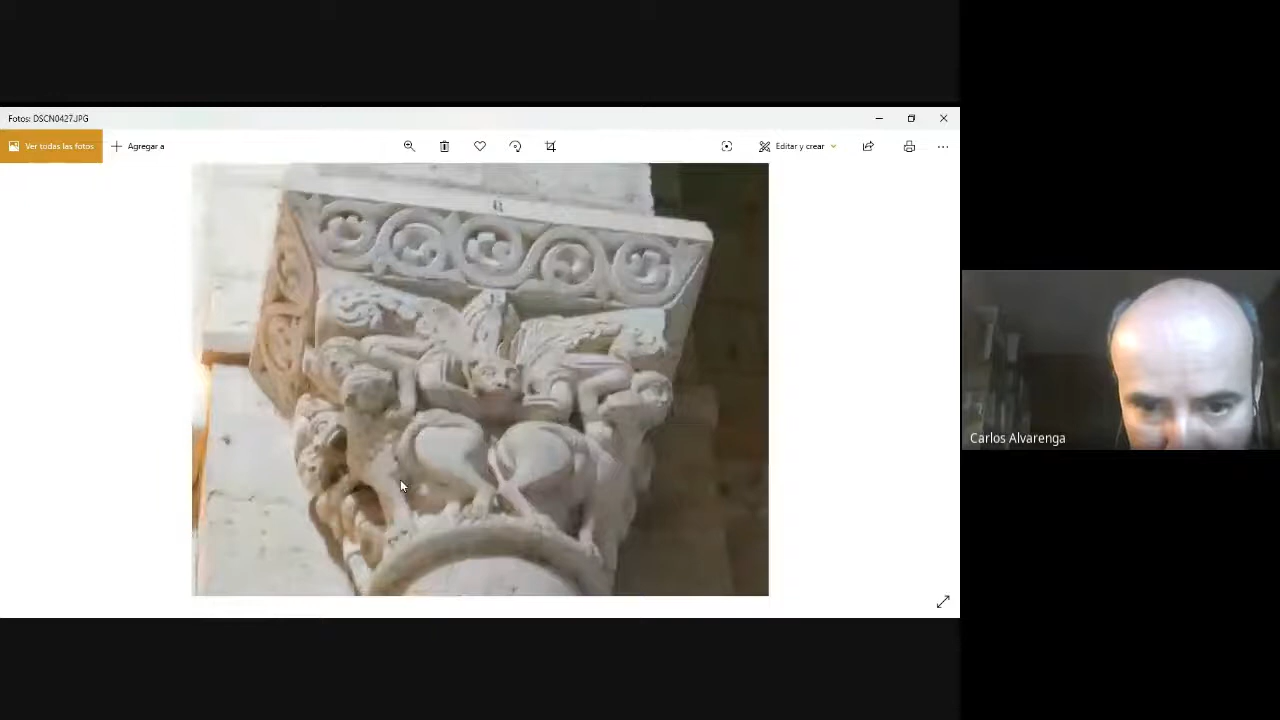 Fotos: DSCN0427.JPG
Ver todas las fotos
Agregar a
Editar y crear
Carlos Alvarenga